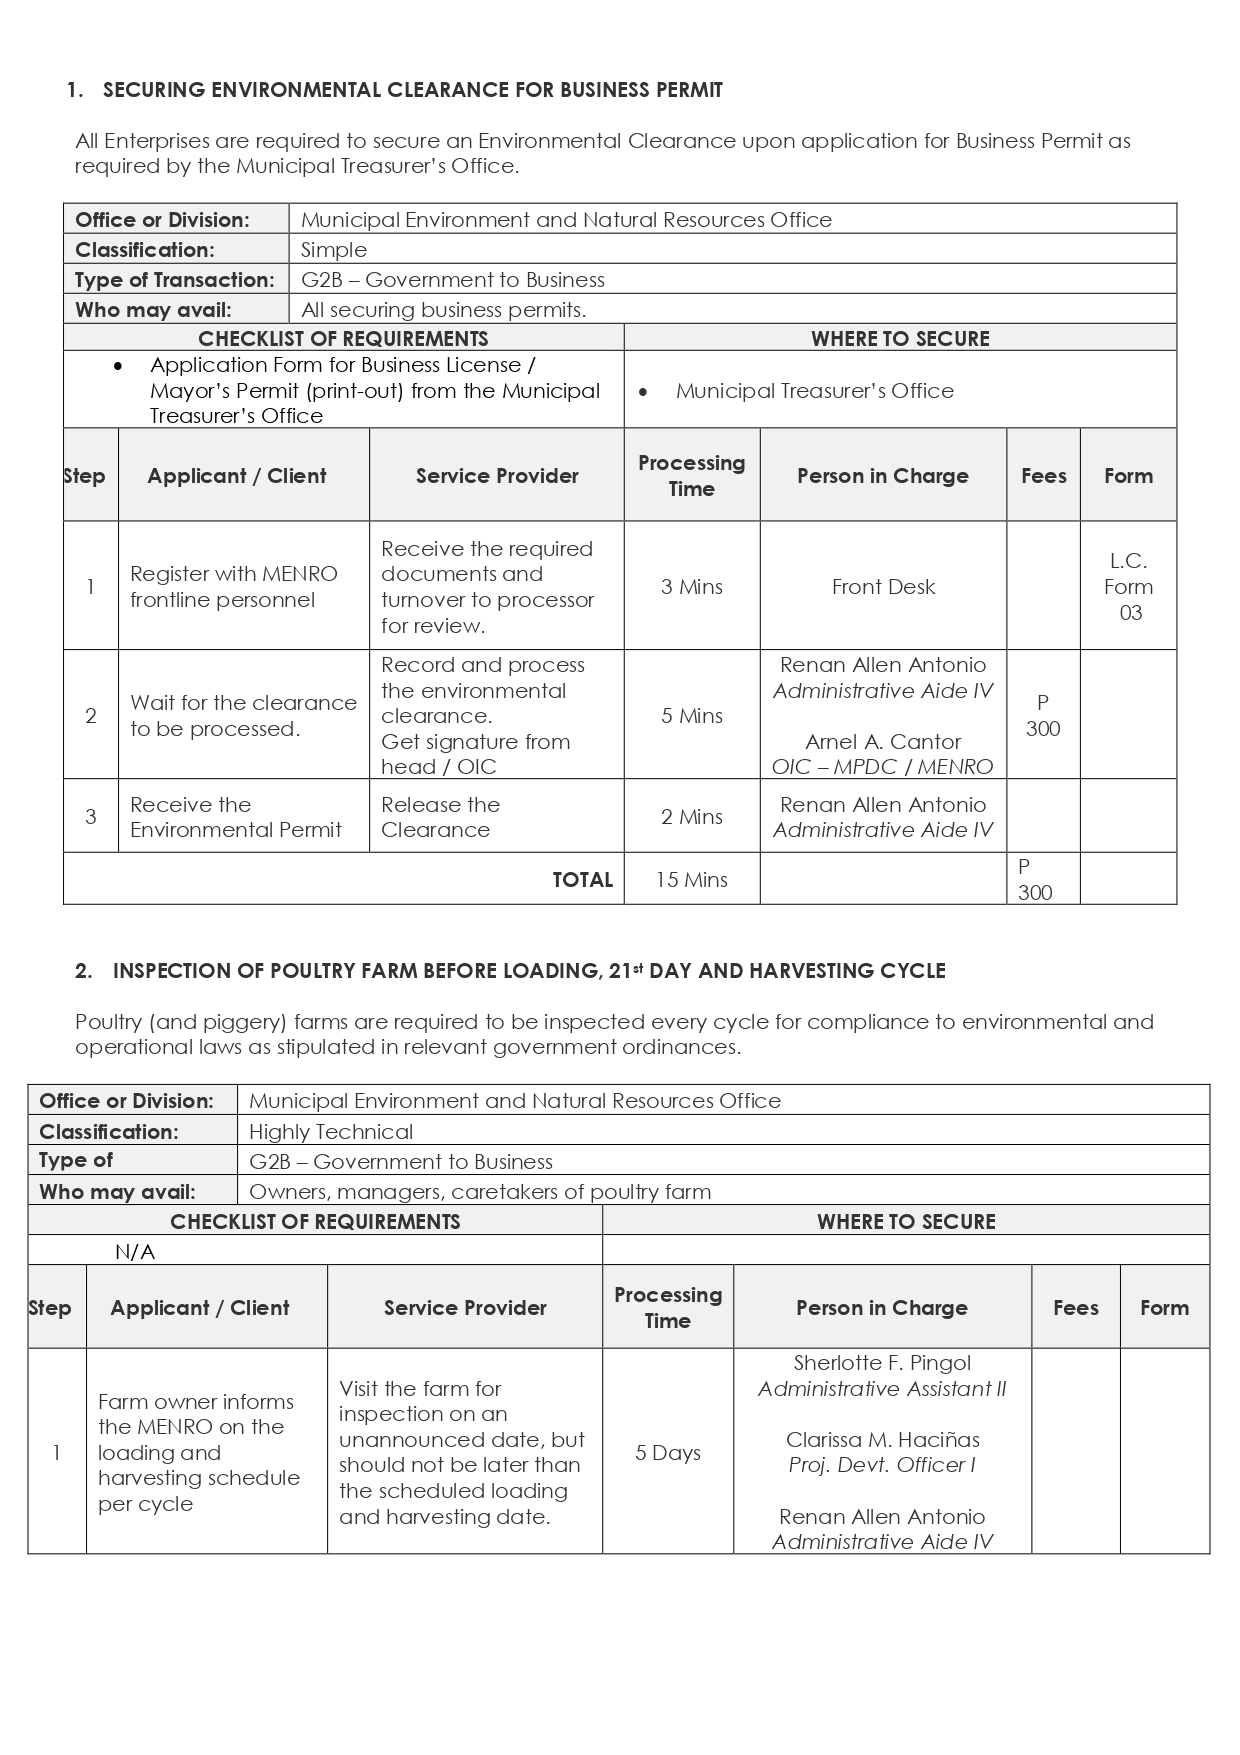 1. SECURING ENVIRONMENTAL CLEARANCE FOR BUSINESS PERMIT
All Enterprises are required to secure an Environmental Clearance upon application for Business Permit as
required by the Municipal Treasurer’s Office.
Office or Division: Municipal Environment and Natural Resources Office
Classification: Simple
Type of Transaction: G2B – Government to Business
Who may avail: All securing business permits.
CHECKLIST OF REQUIREMENTS WHERE TO SECURE
• Application Form for Business License /
Mayor’s Permit (print-out) from the Municipal
Treasurer’s Office
• Municipal Treasurer’s Office
Step Applicant / Client Service Provider Processing
Time Person in Charge Fees Form
1
Register with MENRO
frontline personnel
Receive the required
documents and
turnover to processor
for review.
3 Mins
Front Desk
L.C.
Form
03
2
Wait for the clearance
to be processed.
Record and process
the environmental
clearance.
Get signature from
head / OIC
5 Mins
Renan Allen Antonio
Administrative Aide IV
Arnel A. Cantor
OIC – MPDC / MENRO
P
300
3
Receive the
Environmental Permit
Release the
Clearance
2 Mins
Renan Allen Antonio
Administrative Aide IV
TOTAL 15 Mins
P
300
2. INSPECTION OF POULTRY FARM BEFORE LOADING, 21st DAY AND HARVESTING CYCLE
Poultry (and piggery) farms are required to be inspected every cycle for compliance to environmental and
operational laws as stipulated in relevant government ordinances.
Office or Division: Municipal Environment and Natural Resources Office
Classification: Highly Technical
Type of G2B – Government to Business
Who may avail: Owners, managers, caretakers of poultry farm
CHECKLIST OF REQUIREMENTS WHERE TO SECURE
N/A
Step Applicant / Client Service Provider Processing
Time Person in Charge Fees Form
1
Farm owner informs
the MENRO on the
loading and
harvesting schedule
per cycle
Visit the farm for
inspection on an
unannounced date, but
should not be later than
the scheduled loading
and harvesting date.
5 Days
Sherlotte F. Pingol
Administrative Assistant II
Clarissa M. Haciñas
Proj. Devt. Officer I
Renan Allen Antonio
Administrative Aide IV